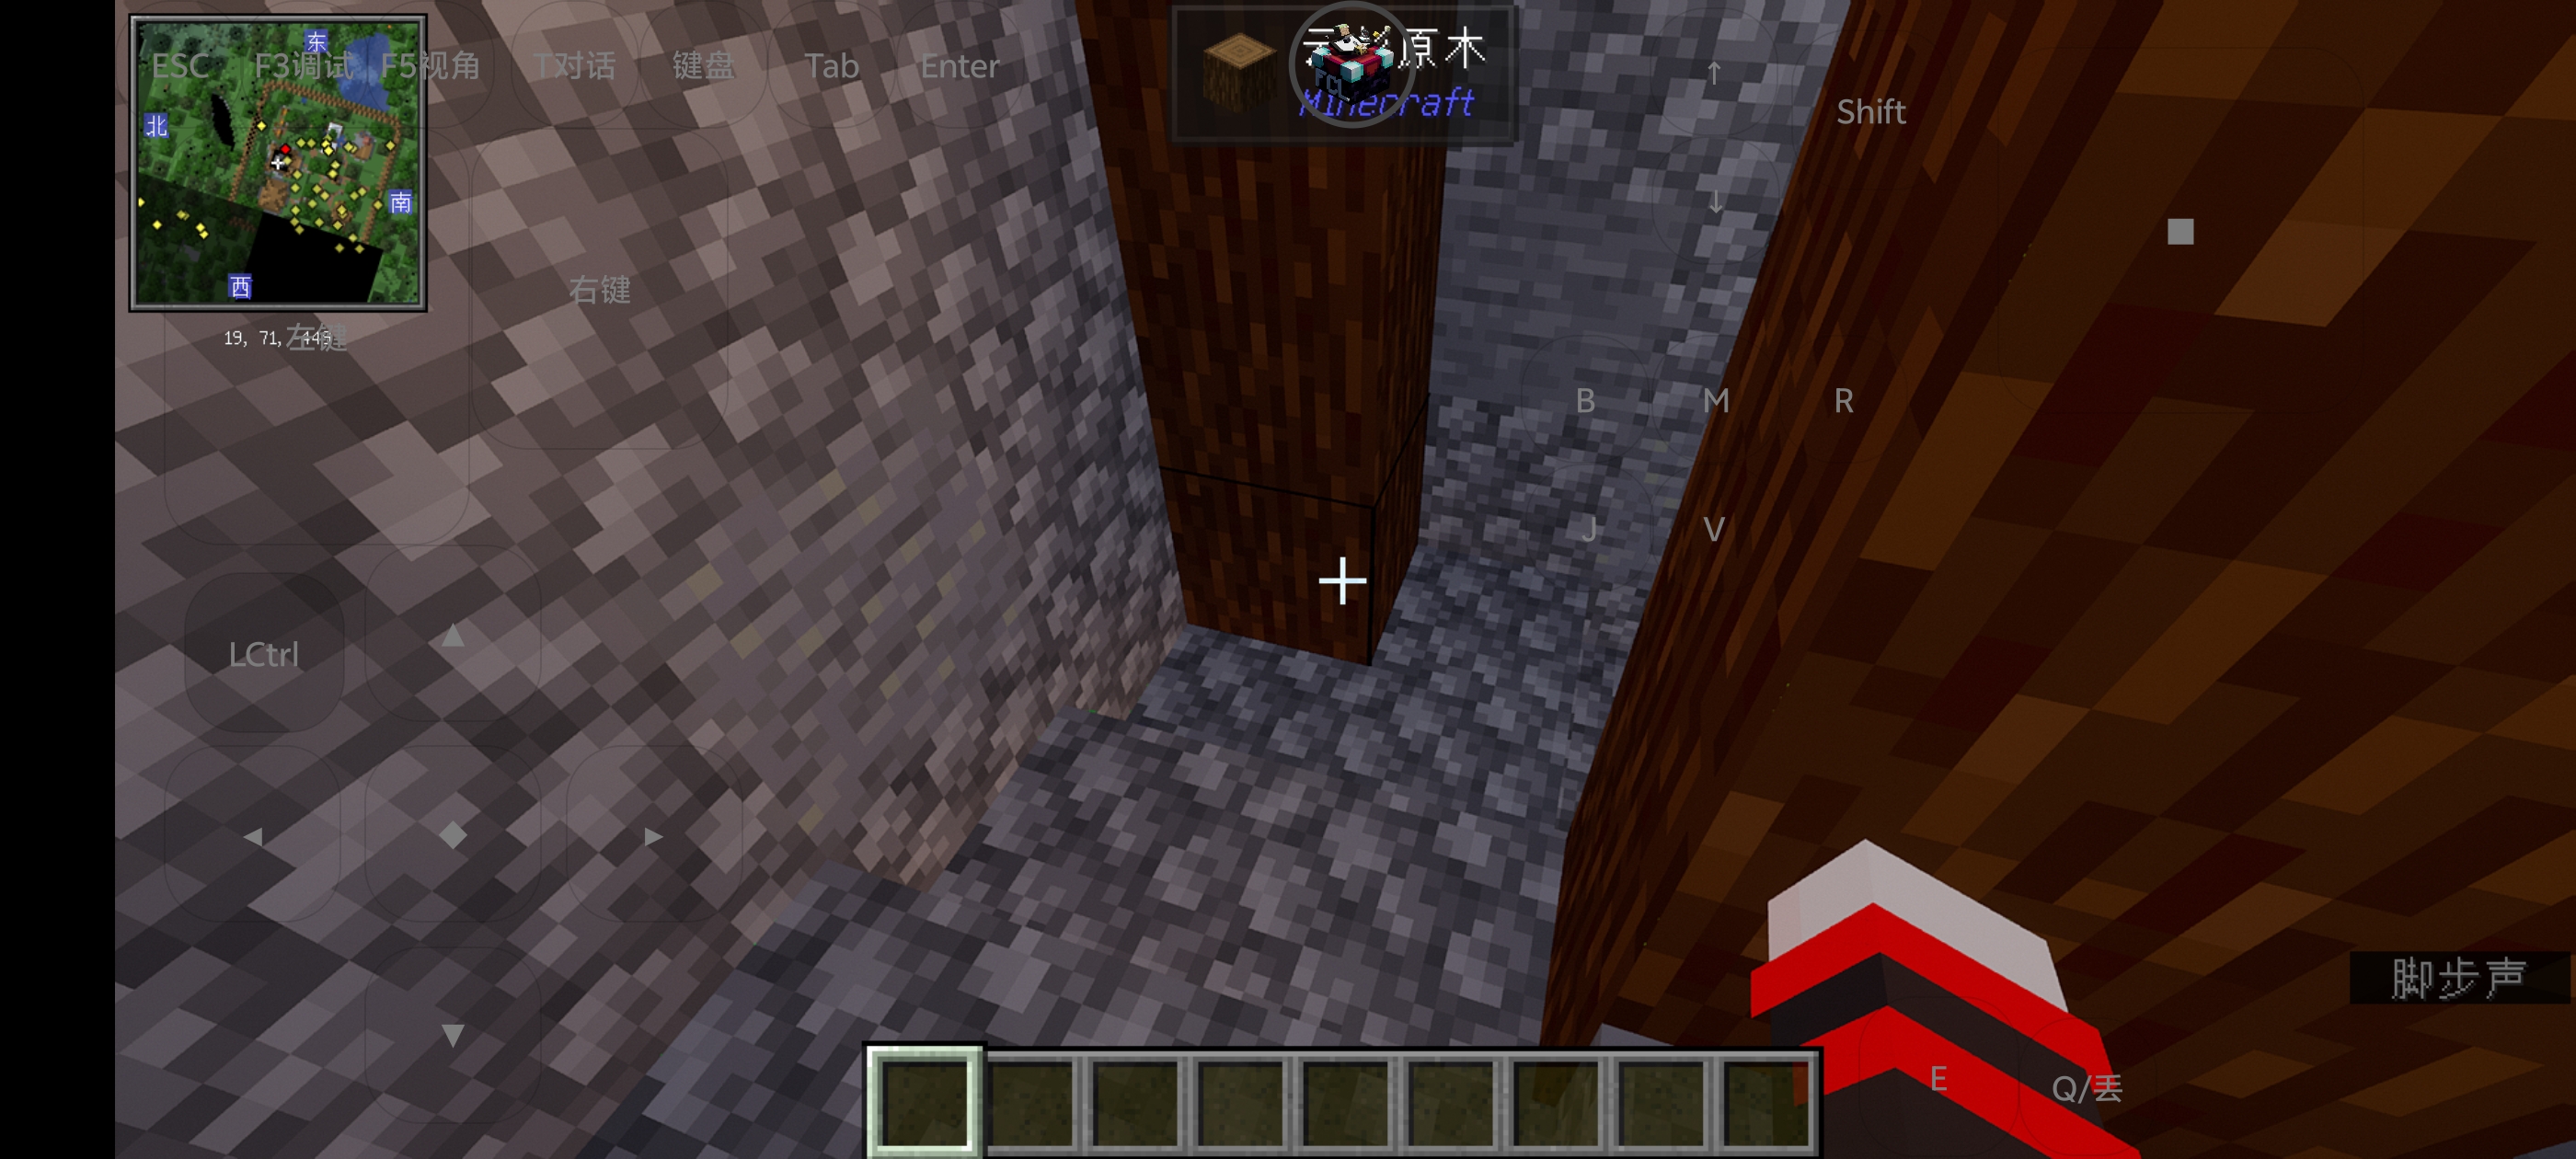 东
ESC F3调试 F5视角 T对话 键盘 Tab Enter
原木
Minecraft
↑
Shift
北
↓
南
西
右键
19, 71,
左键
B M R
J V
LCtrl
脚步声
E Q/丢